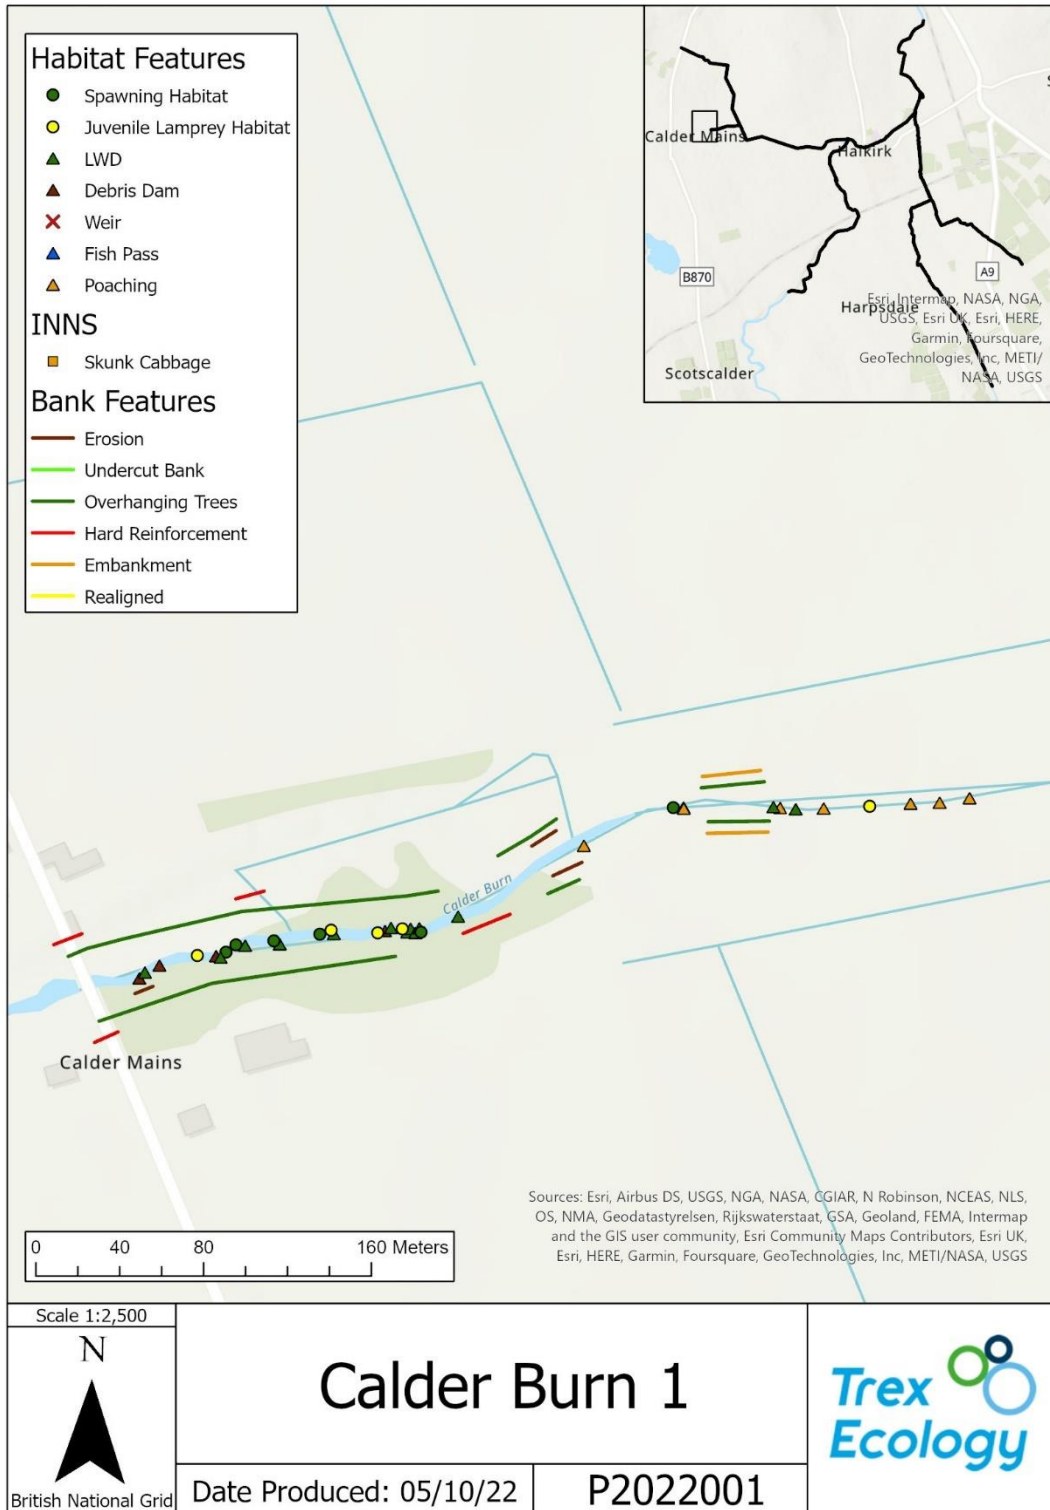 Habitat Features
Spawning Habitat
Juvenile Lamprey Habitat
LWD
Debris Dam
Weir
Fish Pass
Poaching
INNS
Skunk Cabbage
Bank Features
Erosion
Undercut Bank
Overhanging Trees
Hard Reinforcement
Embankment
Realigned
S
Calder Mains
Halkirk
B870
A9
Harpsdale
Scotscalder
Esri, Intermap, NASA, NGA,
USGS, Esri UK, Esri, HERE,
Garmin, Foursquare,
GeoTechnologies, Inc, METI/
NASA, USGS
Calder Burn
Calder Mains
Sources: Esri, Airbus DS, USGS, NGA, NASA, CGIAR, N Robinson, NCEAS, NLS,
OS, NMA, Geodatastyrelsen, Rijkswaterstaat, GSA, Geoland, FEMA, Intermap
and the GIS user community, Esri Community Maps Contributors, Esri UK,
Esri, HERE, Garmin, Foursquare, GeoTechnologies, Inc, METI/NASA, USGS
0 40 80 160 Meters
Scale 1:2,500
N
British National Grid
Calder Burn 1
Date Produced: 05/10/22
P2022001
Trex
Ecology